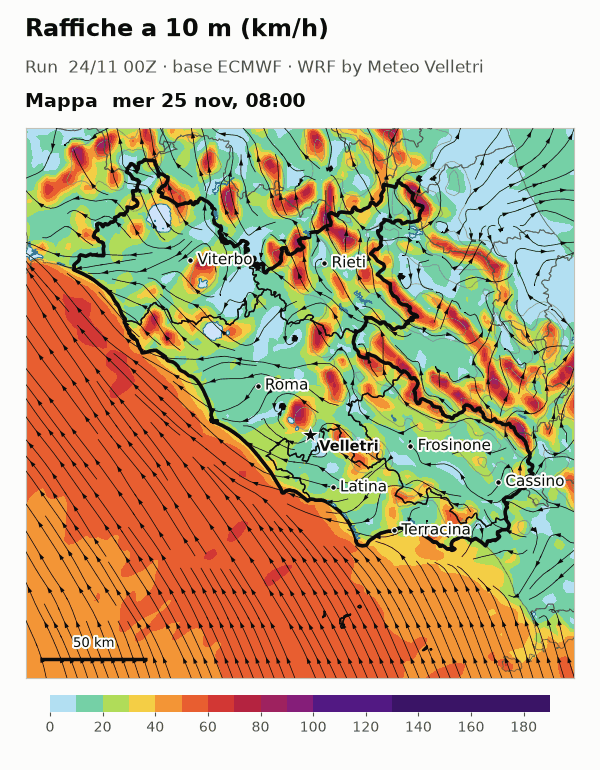 Raffiche a 10 m (km/h)
Run  24/11 00Z · base ECMWF · WRF by Meteo Velletri
Mappa  mer 25 nov, 08:00
Viterbo
Rieti
Roma
Velletri
Frosinone
Cassino
Latina
Terracina
50 km
0 20 40 60 80 100 120 140 160 180